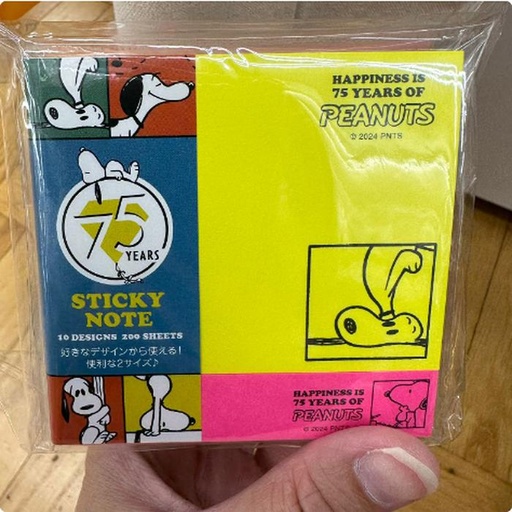 HAPPINESS IS
75 YEARS OF
PEANUTS
© 2024 PNTS
75
YEARS
STICKY
NOTE
10 DESIGNS 200 SHEETS
好きなデザインから使える!
便利な2サイズ♪
HAPPINESS IS
75 YEARS OF
PEANUTS
© 2024 PNTS